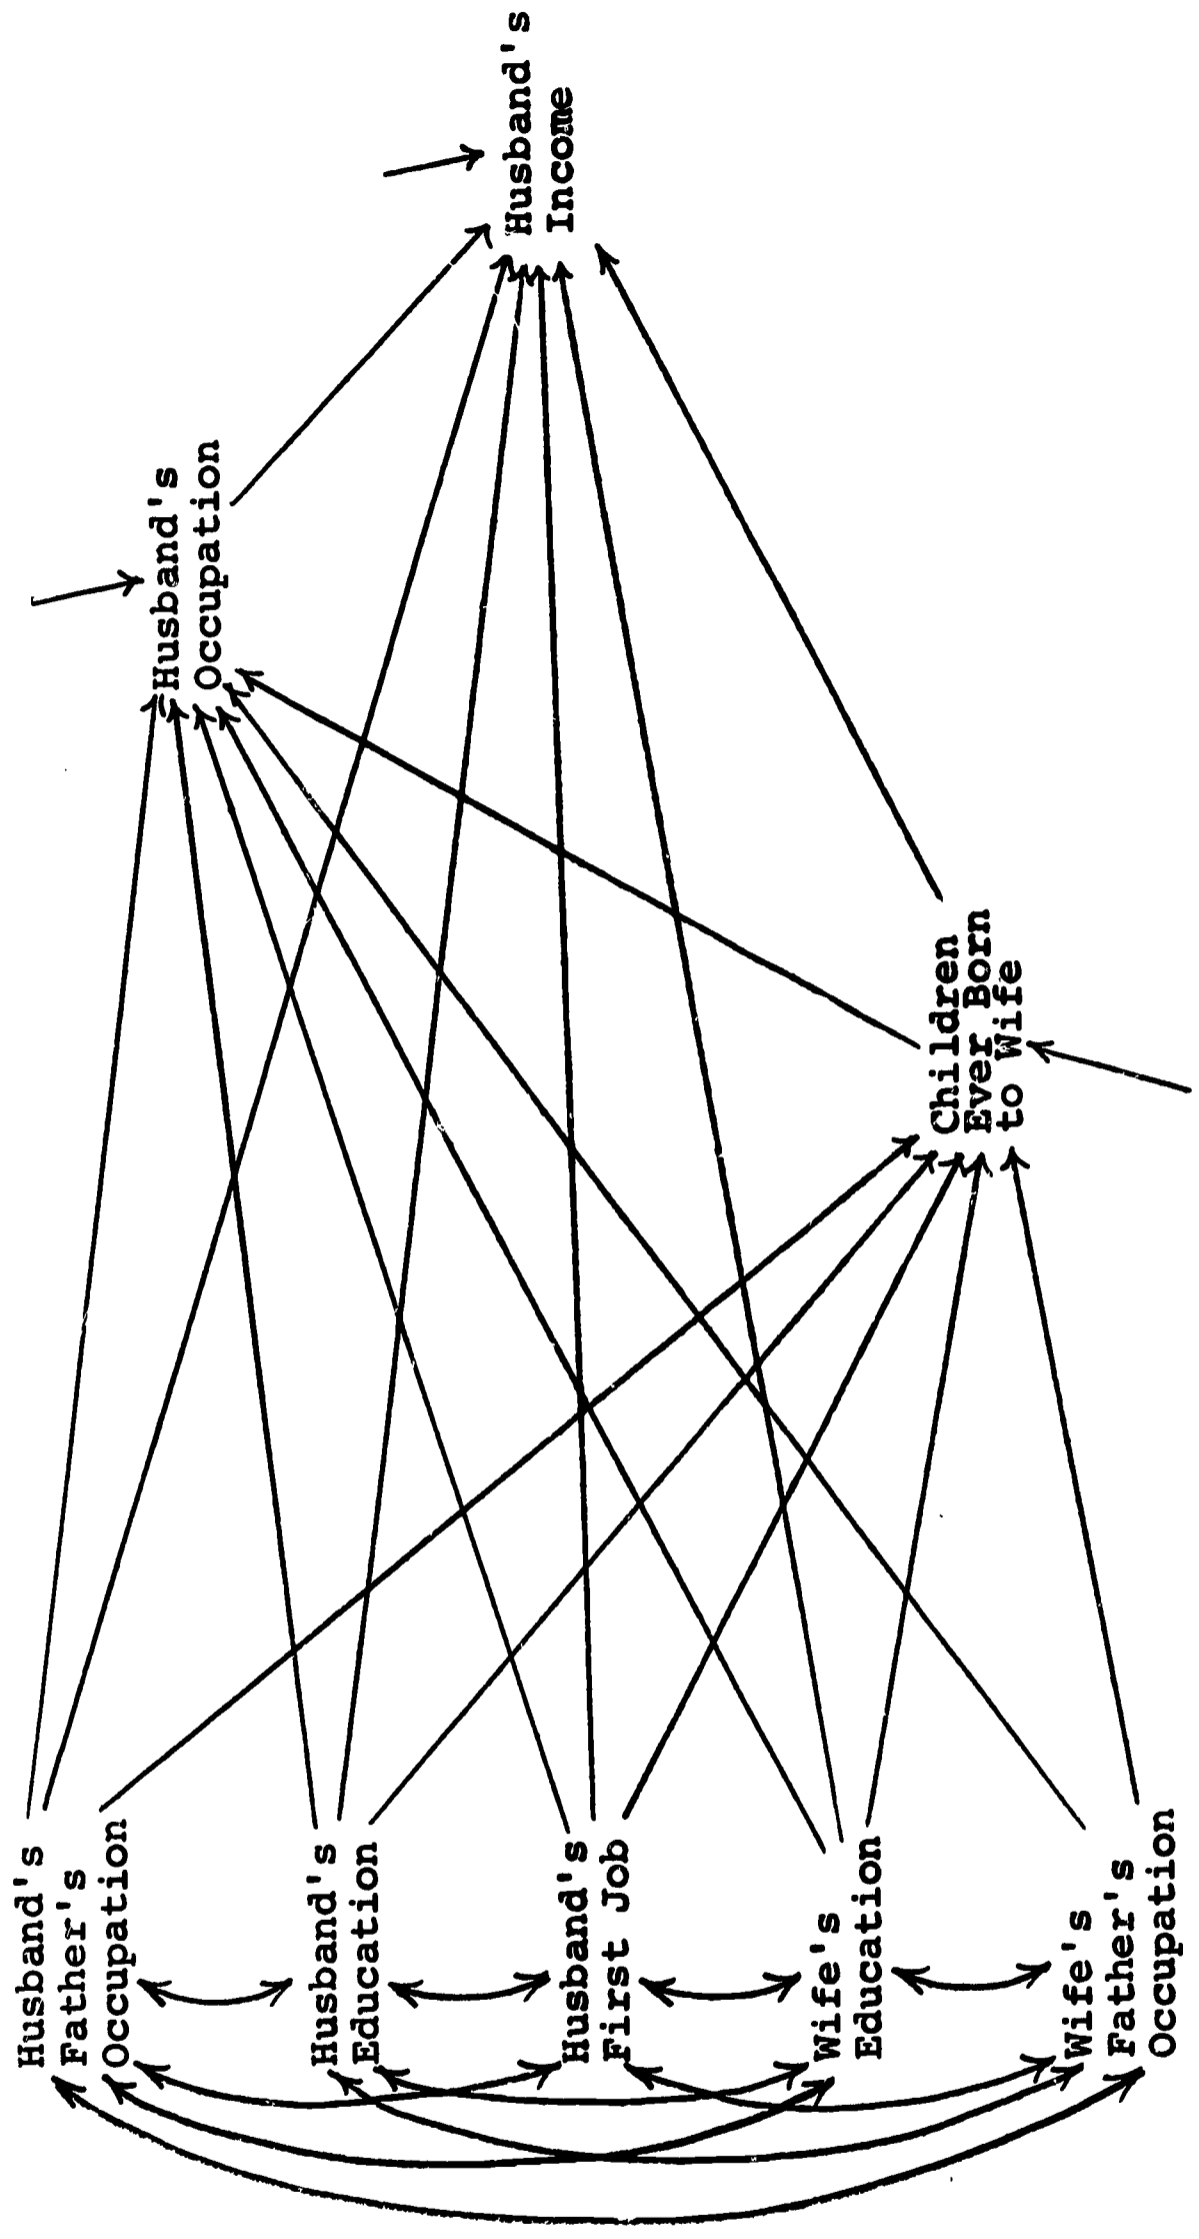 Husband's
Father's
Occupation
Husband's
Education
Husband's
First Job
Wife's
Education
Wife's
Father's
Occupation
Children
Ever Born
to Wife
Husband's
Occupation
Husband's
Income